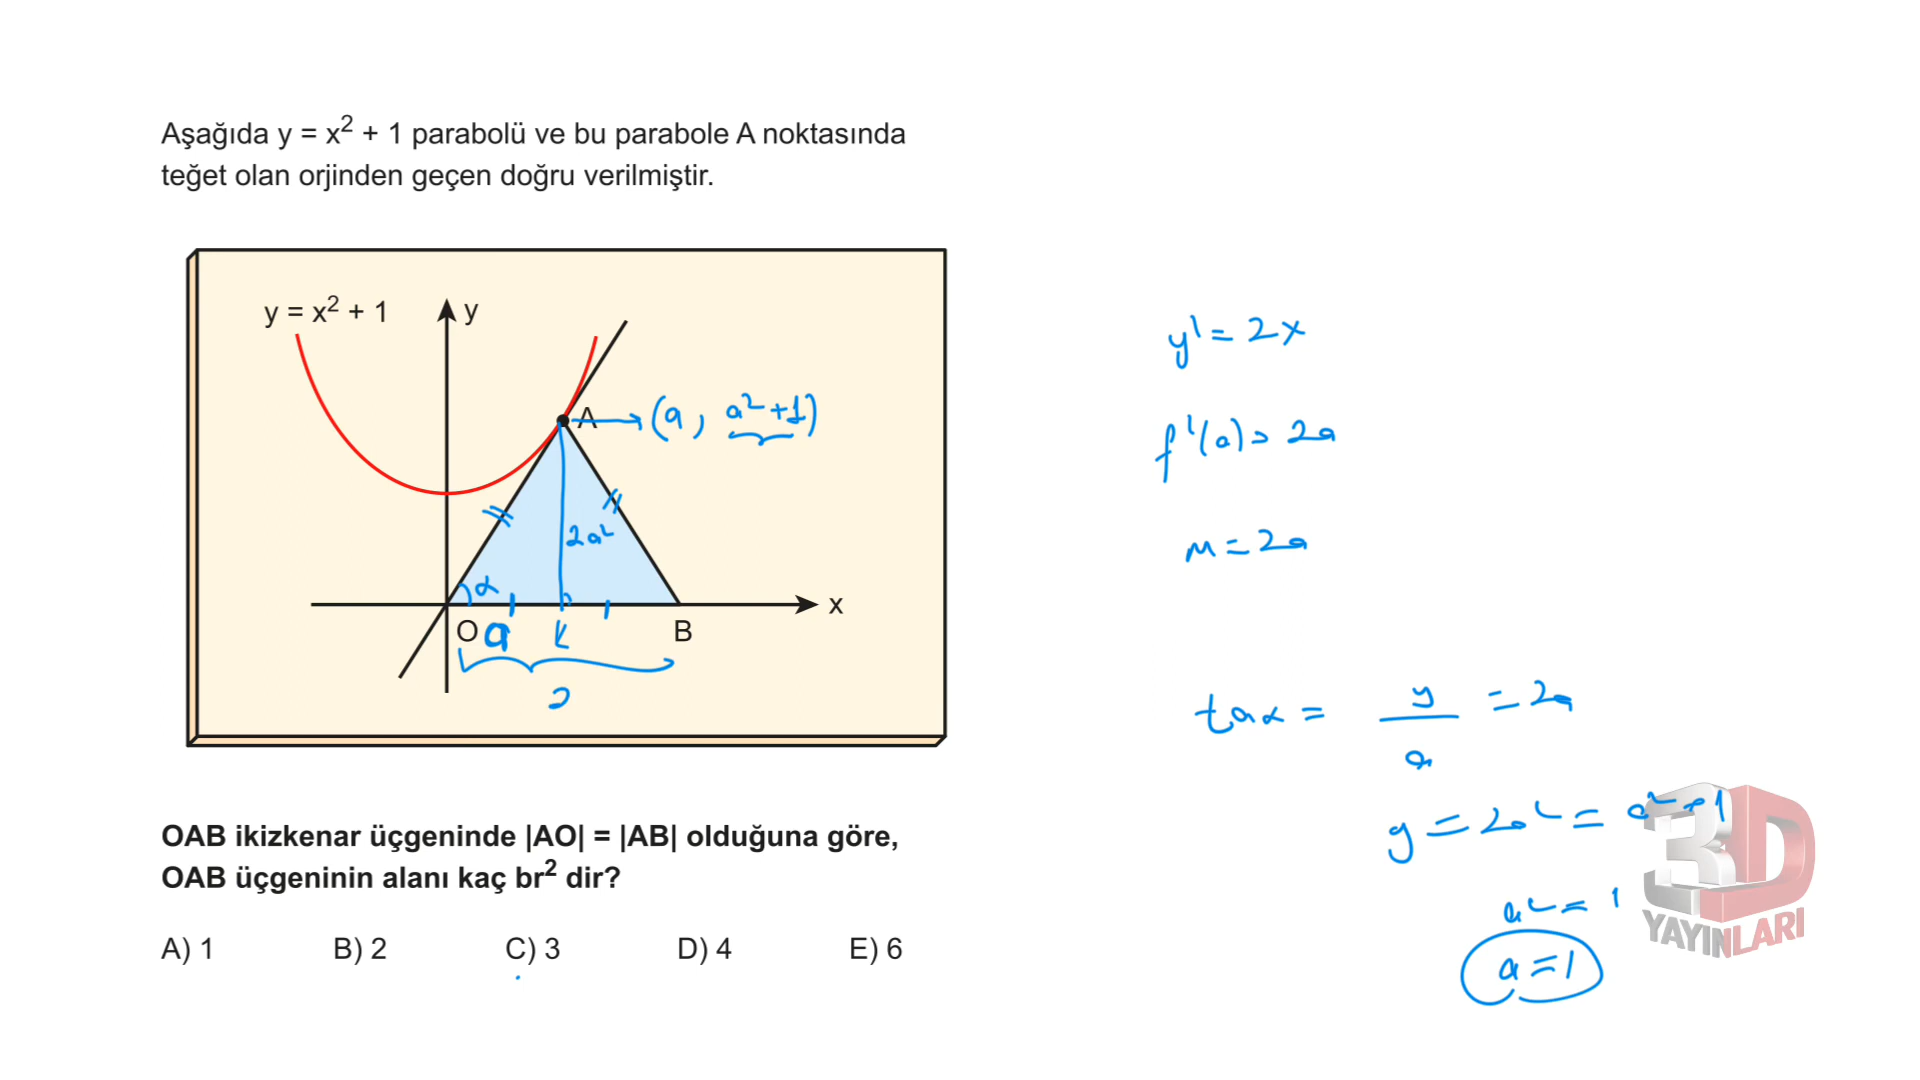 Aşağıda y = x² + 1 parabolü ve bu parabole A noktasında
teğet olan orjinden geçen doğru verilmiştir.
y = x² + 1
y
A → (a, a² + 1)
2a²
α
x
O a k B
2
y' = 2x
f'(a) = 2a
m = 2a
tanα = y/a = 2a
y = 2a² = a² + 1
a² = 1
a = 1
3D
YAYINLARI
OAB ikizkenar üçgeninde |AO| = |AB| olduğuna göre,
OAB üçgeninin alanı kaç br² dir?
A) 1 B) 2 C) 3 D) 4 E) 6